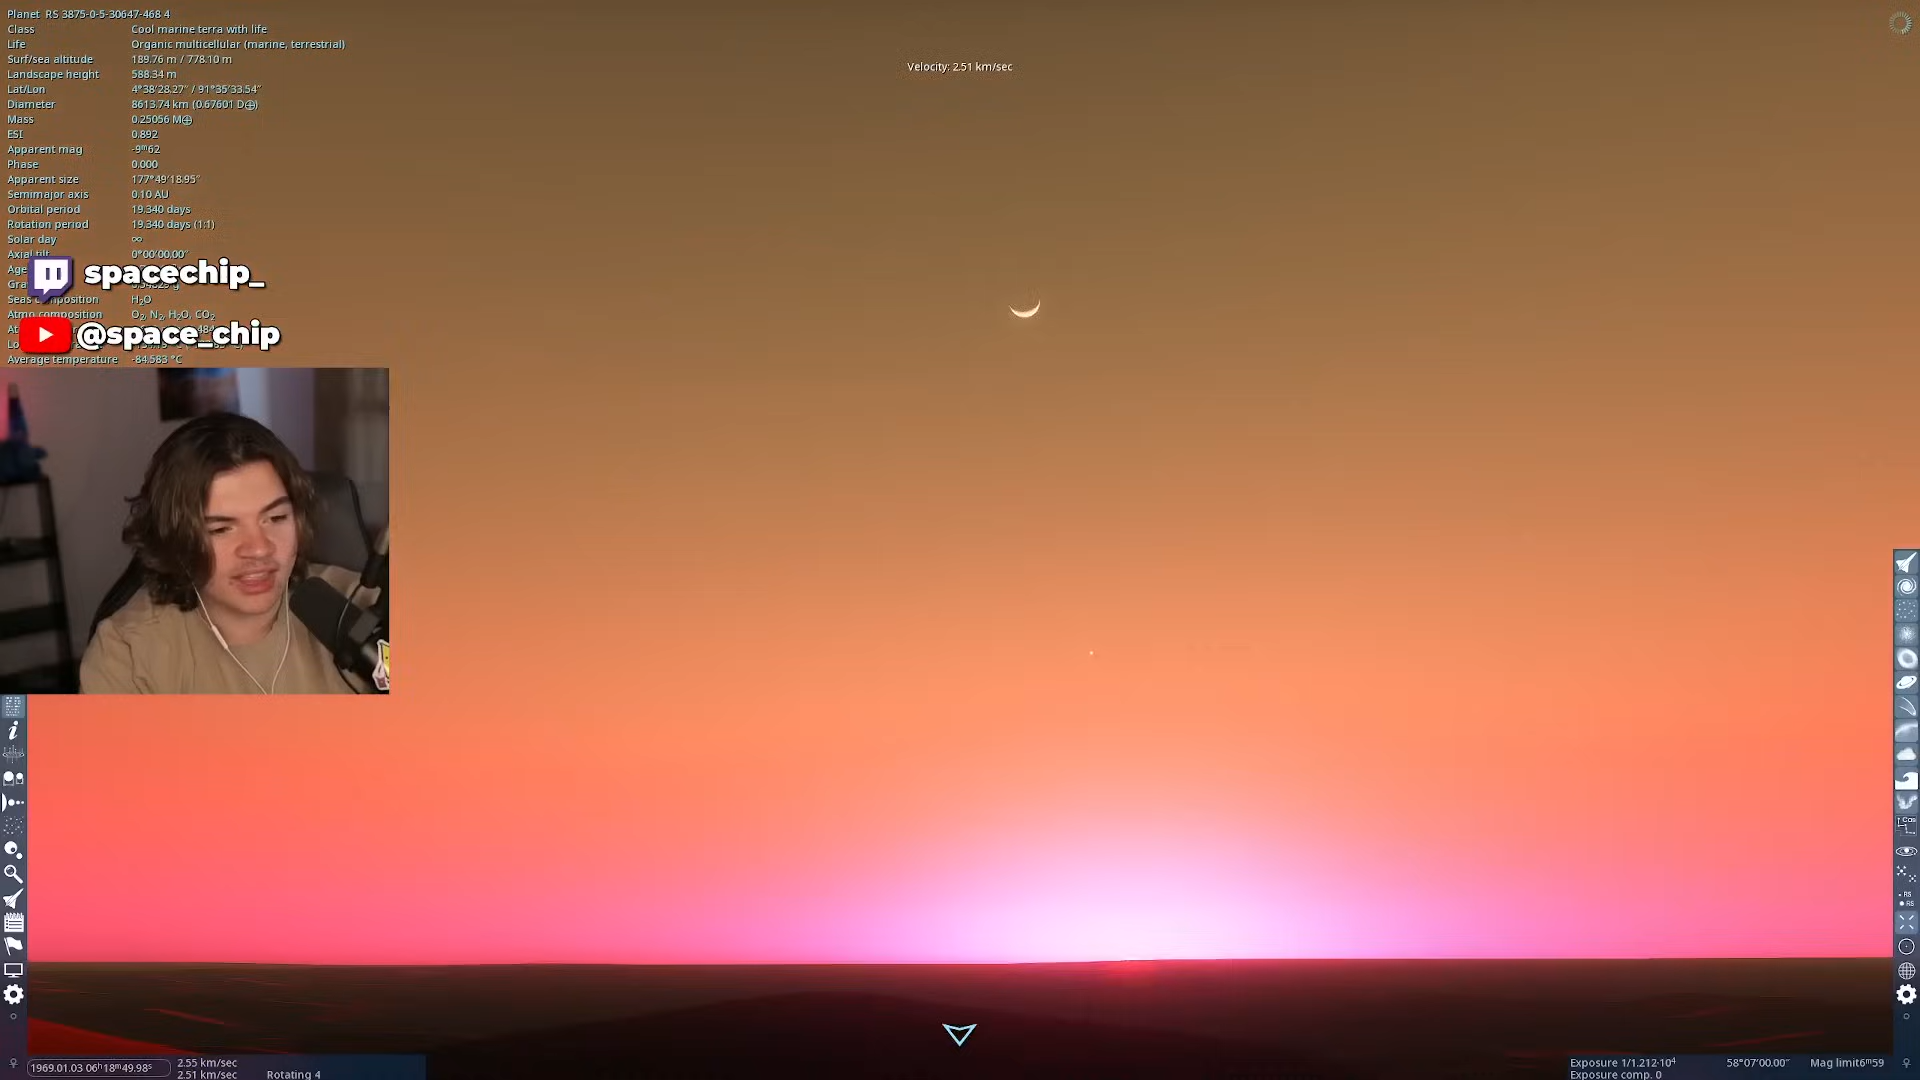 Planet RS 3875-0-5-30647-468 4
Class Cool marine terra with life
Life Organic multicellular (marine, terrestrial)
Surf/sea altitude 189.76 m / 778.10 m
Landscape height 588.34 m
Lat/Lon 4°38'28.27" / 91°35'33.54"
Diameter 8613.74 km (0.67601 D⊕)
Mass 0.25056 M⊕
ESI 0.892
Apparent mag -9ᵐ62
Phase 0.000
Apparent size 177°49'18.95"
Semimajor axis 0.10 AU
Orbital period 19.340 days
Rotation period 19.340 days (1:1)
Solar day ∞
Axial tilt 0°00'00.00"
spacechip_
H₂O
Atmo composition O₂, N₂, H₂O, CO₂
@space_chip
Average temperature -84.583 °C
Velocity: 2.51 km/sec
1969.01.03 06ʰ18ᵐ49.98ˢ
2.55 km/sec
2.51 km/sec
Rotating 4
Exposure 1/1.212·10⁴
Exposure comp. 0
58°07'00.00"
Mag limit 6ᵐ59
RS
RS